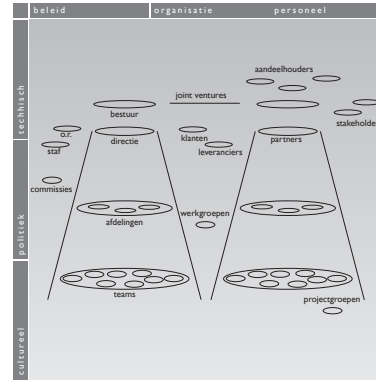 beleid organisatie personeel
technisch
politiek
cultureel
aandeelhouders
joint ventures
bestuur
stakeholde
o.r.
klanten
directie
partners
staf
leveranciers
commissies
werkgroepen
afdelingen
teams
projectgroepen